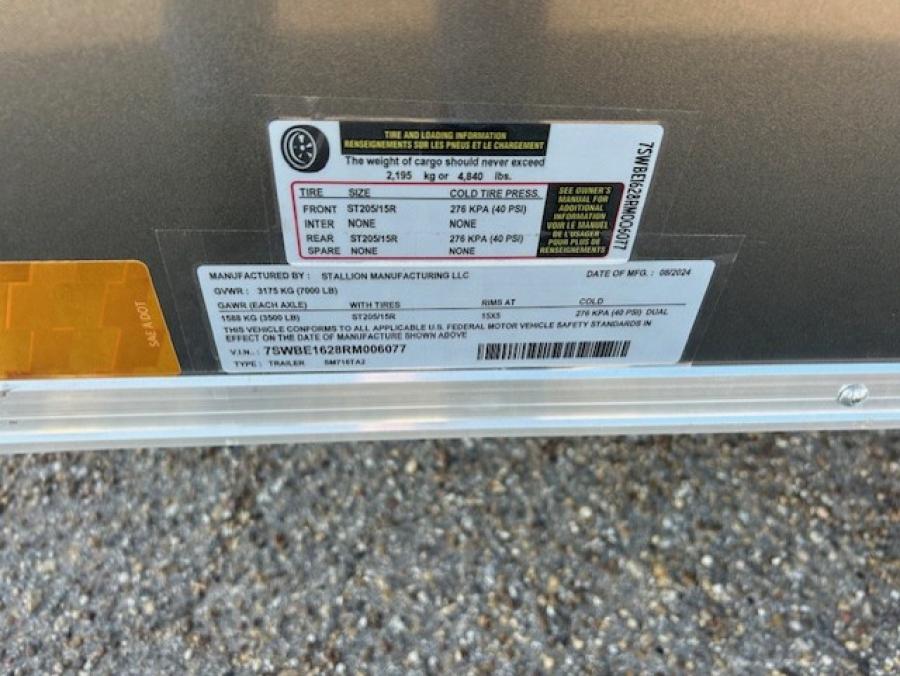 TIRE AND LOADING INFORMATION
RENSEIGNEMENTS SUR LES PNEUS ET LE CHARGEMENT
The weight of cargo should never exceed
2,195 kg or 4,840 lbs.
TIRE SIZE COLD TIRE PRESS.
FRONT ST205/15R 276 KPA (40 PSI)
INTER NONE NONE
REAR ST205/15R 276 KPA (40 PSI)
SPARE NONE NONE
SEE OWNER'S
MANUAL FOR
ADDITIONAL
INFORMATION
VOIR LE MANUEL
DE L'USAGER
POUR PLUS DE
RENSEIGNEMENTS
7SWBE1628RM006077
MANUFACTURED BY : STALLION MANUFACTURING LLC DATE OF MFG. : 08/2024
GVWR : 3175 KG (7000 LB)
GAWR (EACH AXLE) WITH TIRES RIMS AT COLD
1588 KG (3500 LB) ST205/15R 15X5 276 KPA (40 PSI) DUAL
THIS VEHICLE CONFORMS TO ALL APPLICABLE U.S. FEDERAL MOTOR VEHICLE SAFETY STANDARDS IN
EFFECT ON THE DATE OF MANUFACTURE SHOWN ABOVE
V.I.N.: 7SWBE1628RM006077
TYPE : TRAILER SM716TA2
SAE A DOT